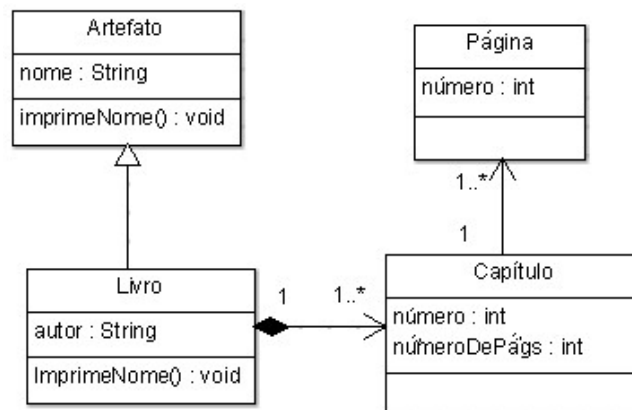 Artefato
nome : String
imprimeNome() : void
Página
número : int
1..*
1
Livro
autor : String
ImprimeNome() : void
1
1..*
Capítulo
número : int
númeroDePágs : int